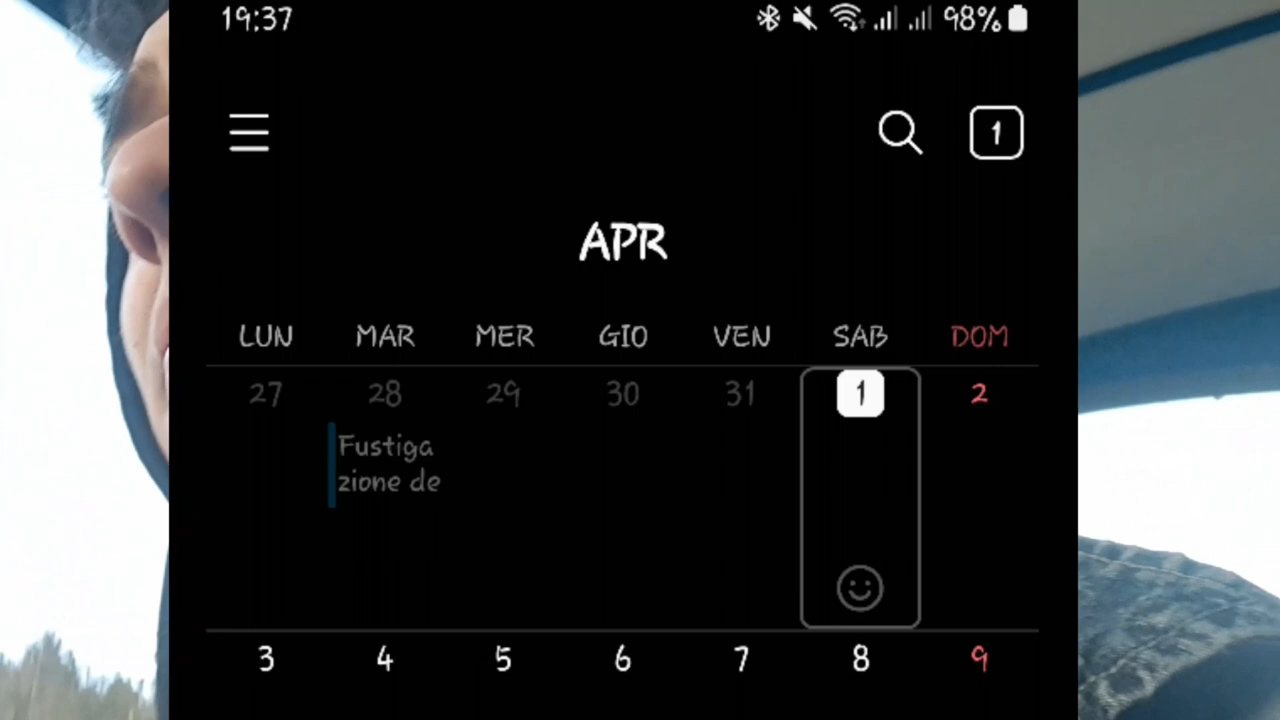 19:37 98%
1
APR
LUN MAR MER GIO VEN SAB DOM
27 28 29 30 31 1 2
Fustiga
zione de
3 4 5 6 7 8 9